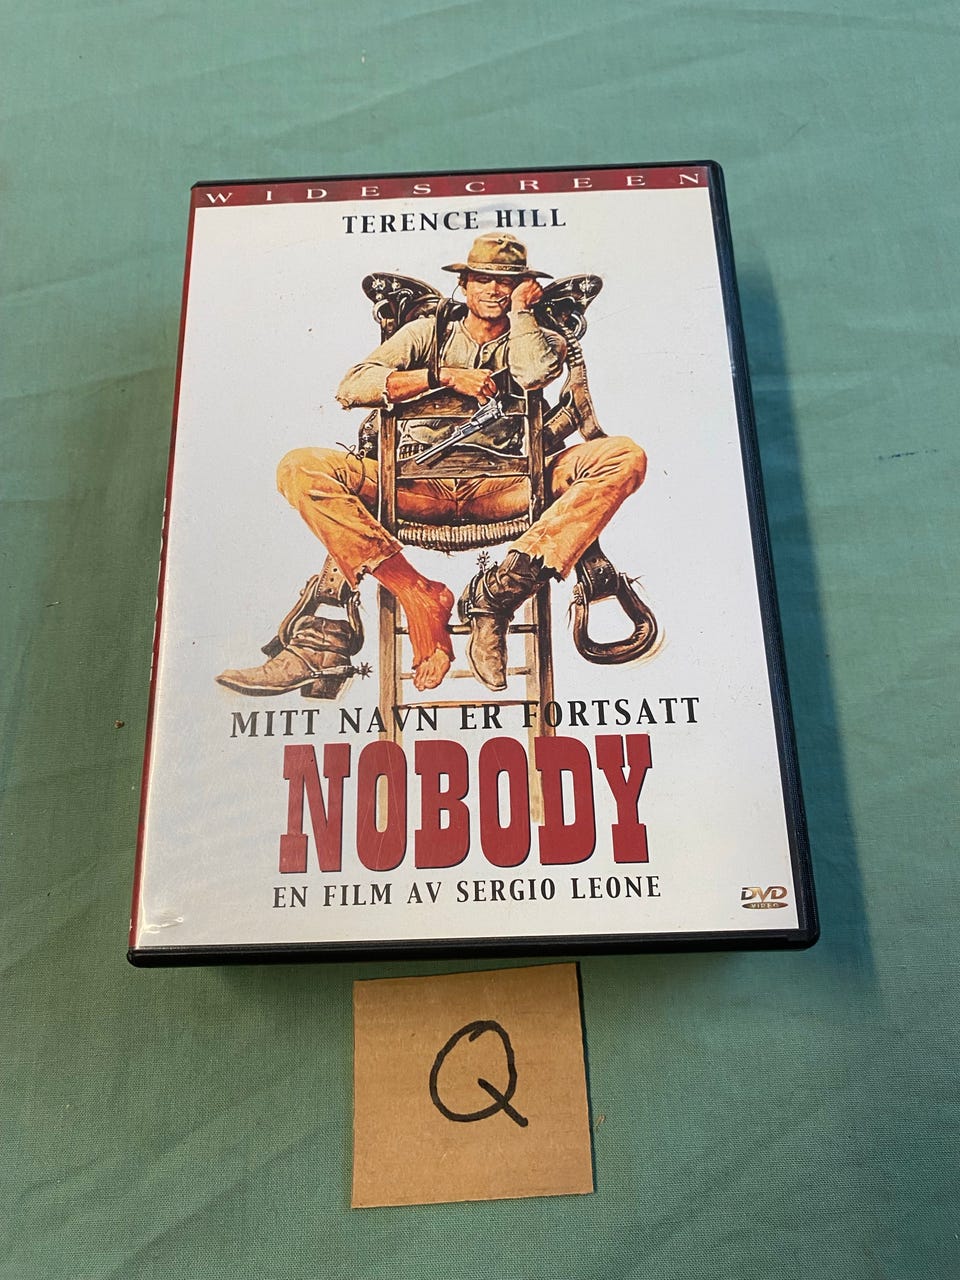 WIDESCREEN
TERENCE HILL
MITT NAVN ER FORTSATT
NOBODY
EN FILM AV SERGIO LEONE
DVD
VIDEO
Q